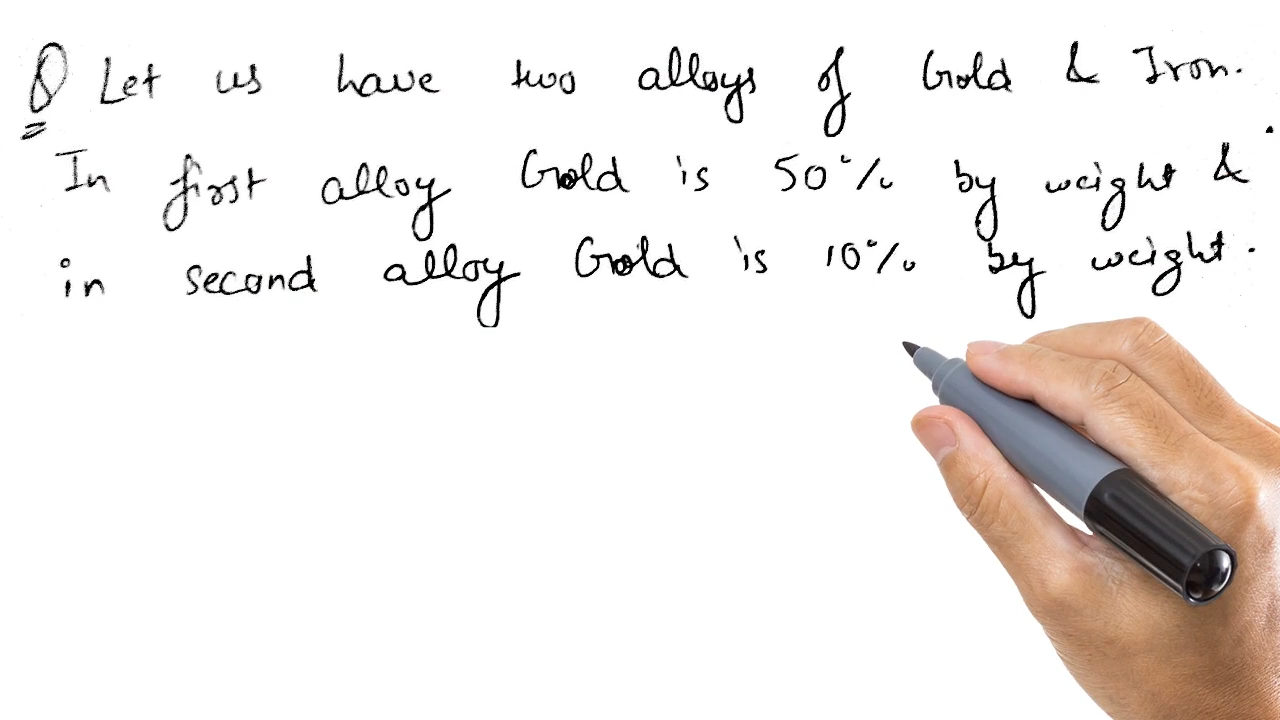 Q Let us have two alloys of Gold & Iron.
In first alloy Gold is 50% by weight &
in second alloy Gold is 10% by weight.